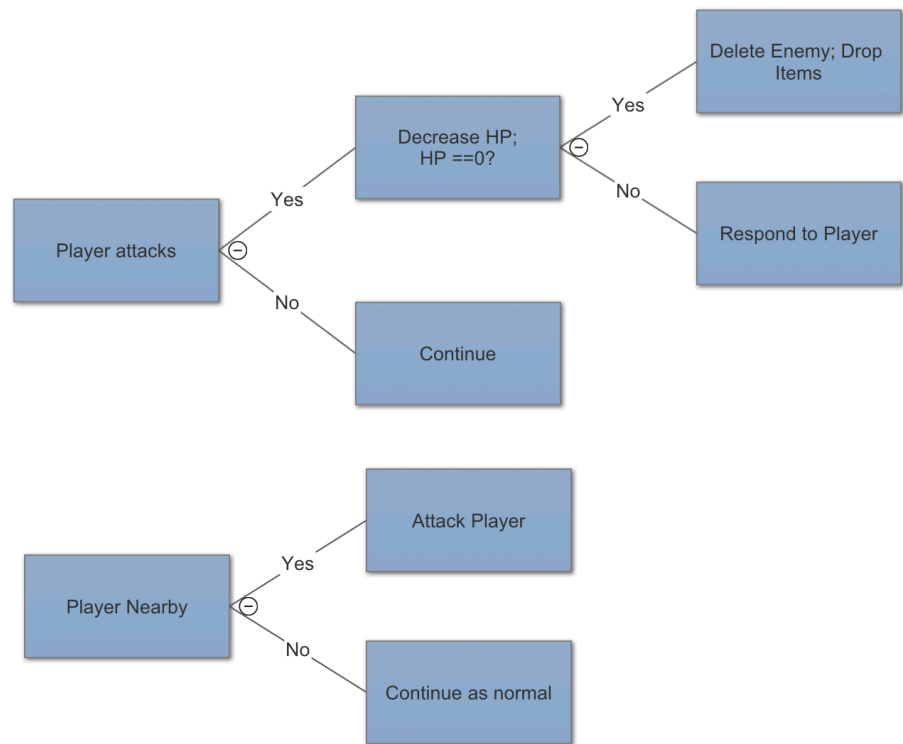 Delete Enemy; Drop
Items
Yes
Decrease HP;
HP ==0?
No
Respond to Player
Yes
Player attacks
No
Continue
Attack Player
Yes
Player Nearby
No
Continue as normal